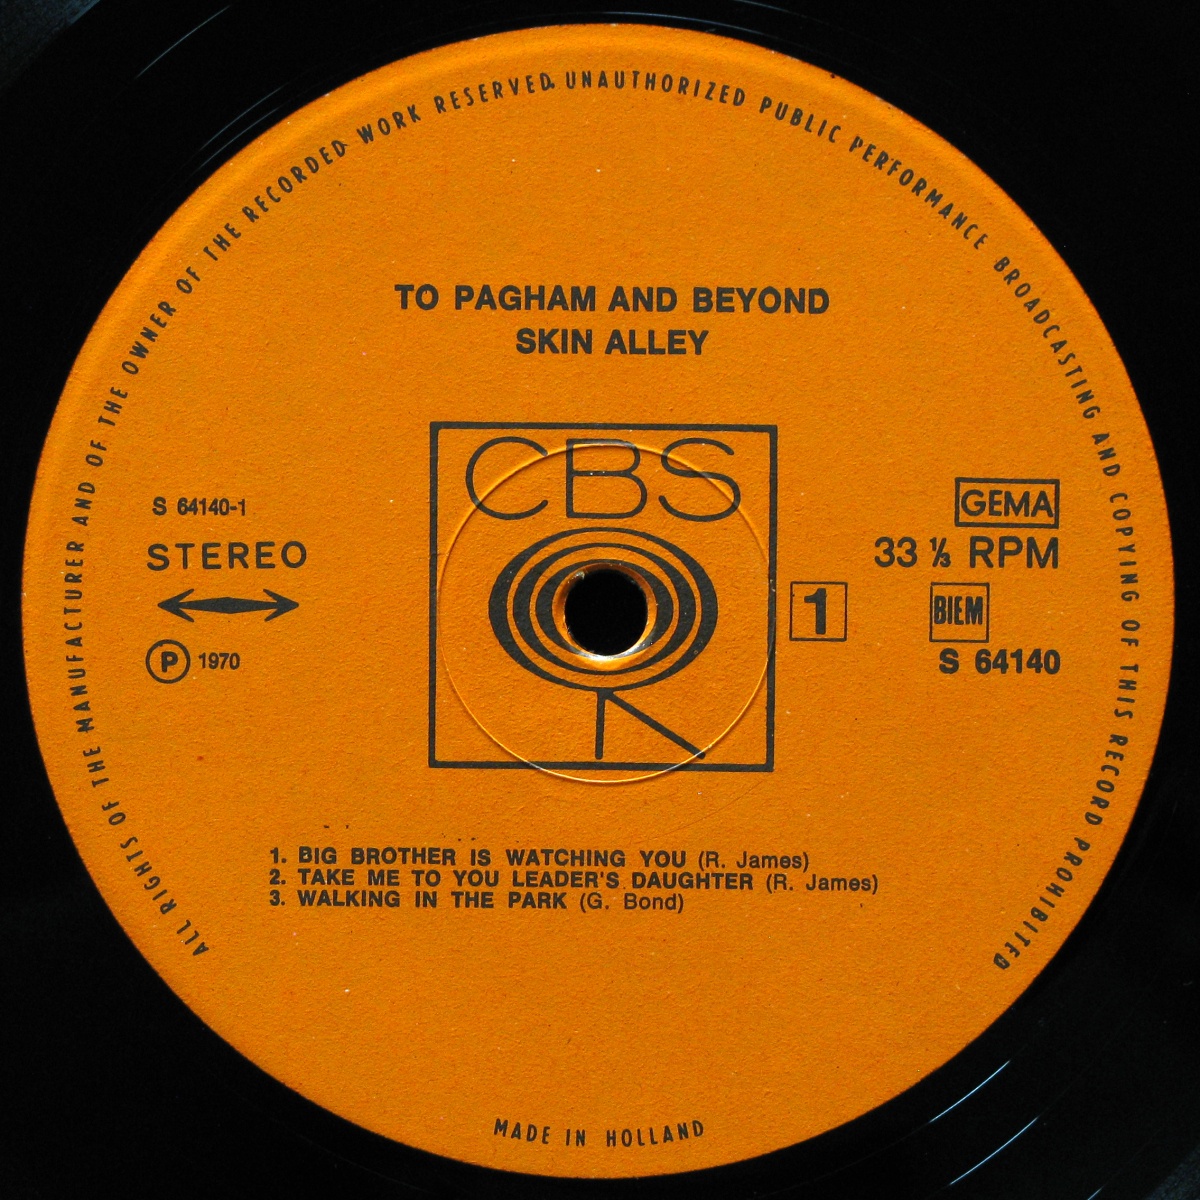 ALL RIGHTS OF THE MANUFACTURER AND OF THE OWNER OF THE RECORDED WORK RESERVED. UNAUTHORIZED PUBLIC PERFORMANCE BROADCASTING AND COPYING OF THIS RECORD PROHIBITED
TO PAGHAM AND BEYOND
SKIN ALLEY
CBS
S 64140-1
STEREO
P 1970
1
GEMA
33 ⅓ RPM
BIEM
S 64140
1. BIG BROTHER IS WATCHING YOU (R. James)
2. TAKE ME TO YOU LEADER'S DAUGHTER (R. James)
3. WALKING IN THE PARK (G. Bond)
MADE IN HOLLAND